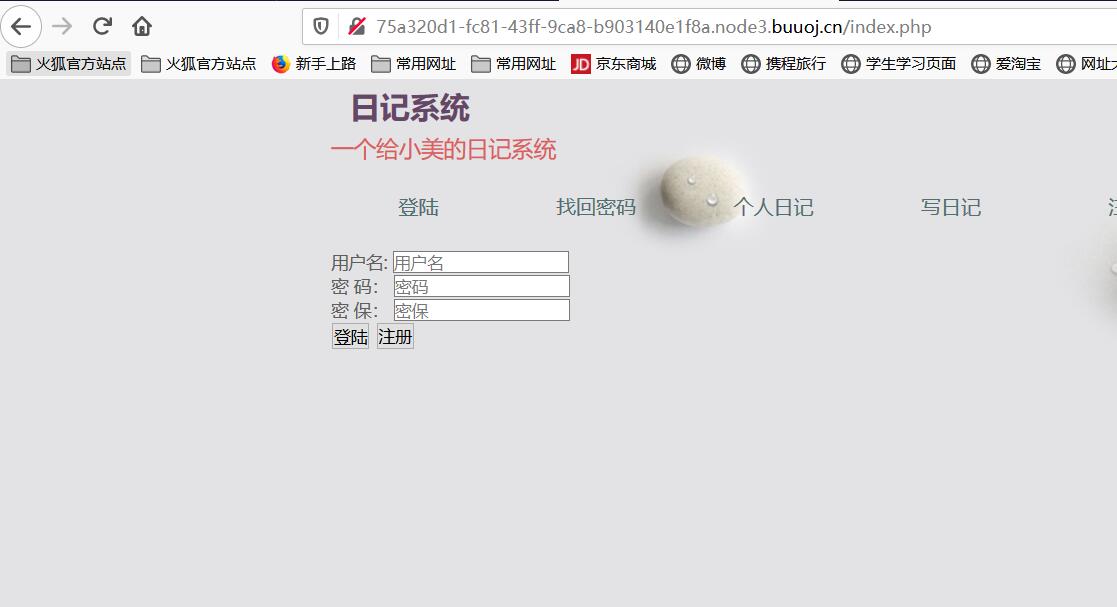 75a320d1-fc81-43ff-9ca8-b903140e1f8a.node3.buuoj.cn/index.php
火狐官方站点 火狐官方站点 新手上路 常用网址 常用网址 JD 京东商城 微博 携程旅行 学生学习页面 爱淘宝 网址大
日记系统
一个给小美的日记系统
登陆 找回密码 个人日记 写日记
用户名: 用户名
密 码： 密码
密 保： 密保
登陆 注册